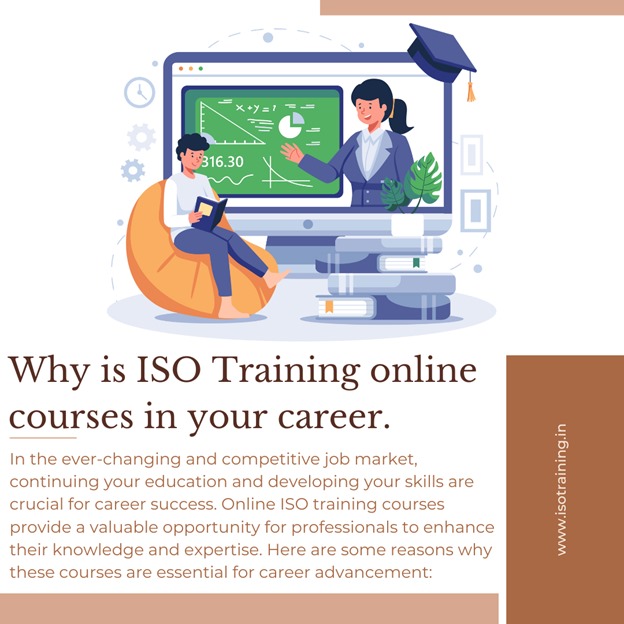 x+y=1
316.30
Why is ISO Training online
courses in your career.
In the ever-changing and competitive job market,
continuing your education and developing your skills are
crucial for career success. Online ISO training courses
provide a valuable opportunity for professionals to enhance
their knowledge and expertise. Here are some reasons why
these courses are essential for career advancement:
www.isotraining.in